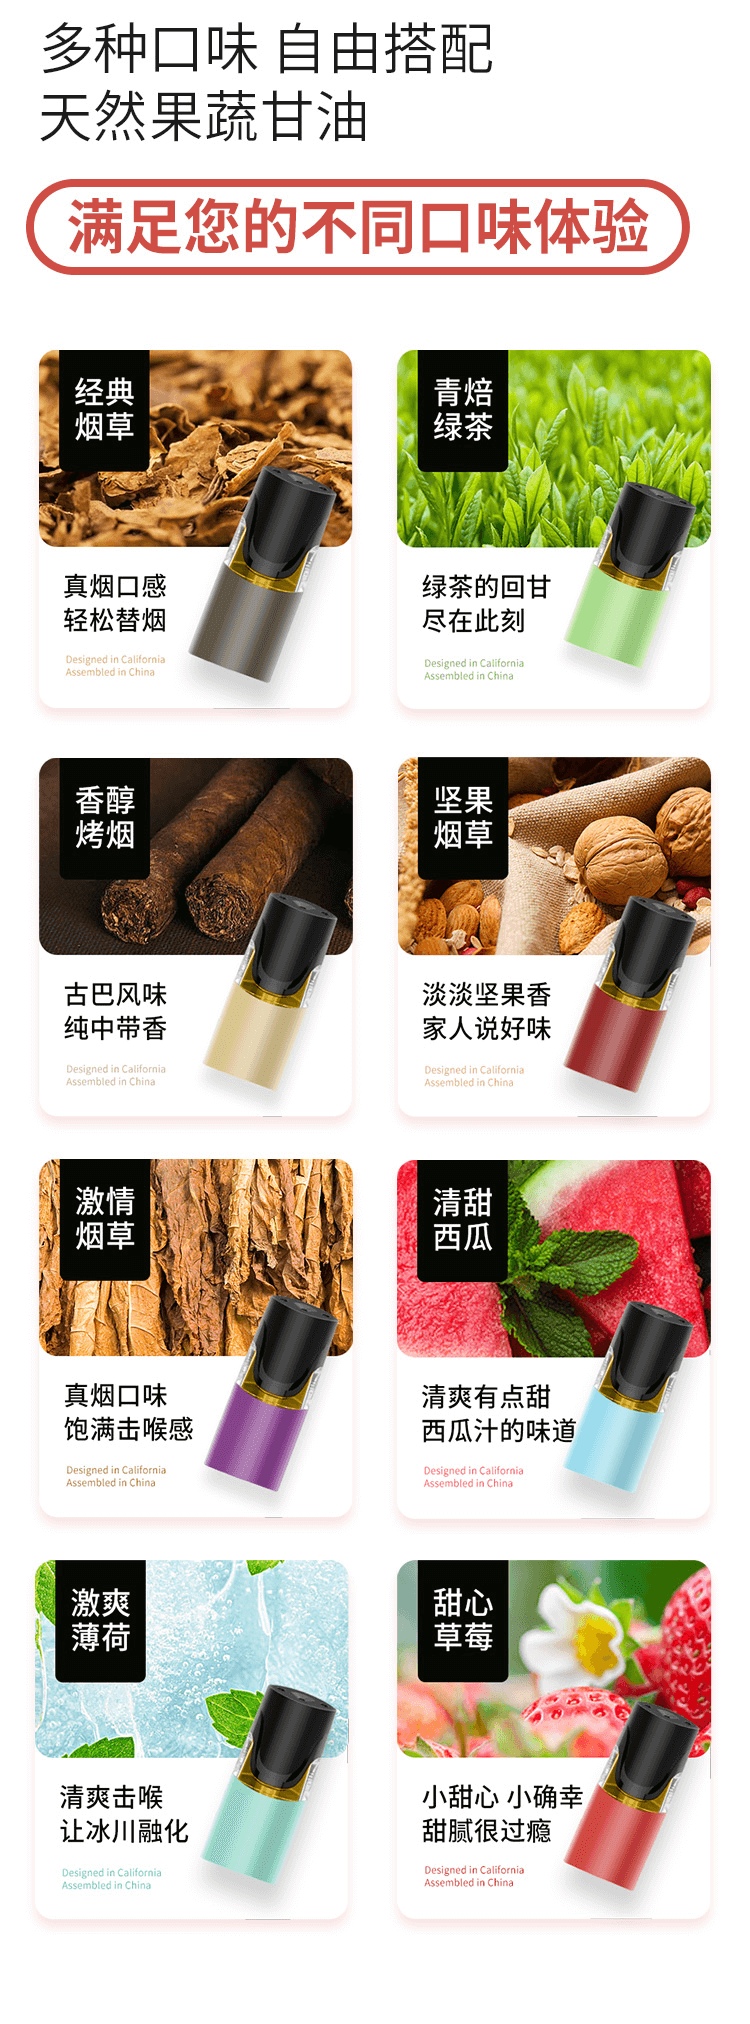 多种口味 自由搭配
天然果蔬甘油
满足您的不同口味体验
经典
烟草
真烟口感
轻松替烟
Designed in California
Assembled in China
青焙
绿茶
绿茶的回甘
尽在此刻
Designed in California
Assembled in China
香醇
烤烟
古巴风味
纯中带香
Designed in California
Assembled in China
坚果
烟草
淡淡坚果香
家人说好味
Designed in California
Assembled in China
激情
烟草
真烟口味
饱满击喉感
Designed in California
Assembled in China
清甜
西瓜
清爽有点甜
西瓜汁的味道
Designed in California
Assembled in China
激爽
薄荷
清爽击喉
让冰川融化
Designed in California
Assembled in China
甜心
草莓
小甜心 小确幸
甜腻很过瘾
Designed in California
Assembled in China